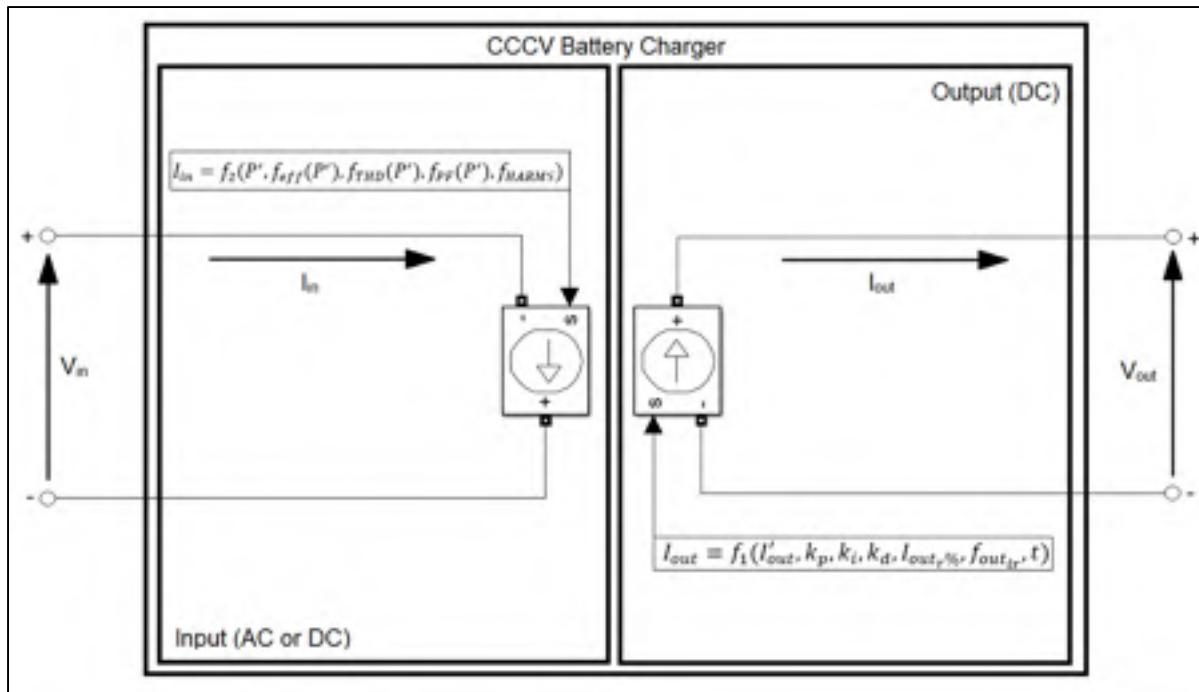 CCCV Battery Charger
Output (DC)
I_in = f_2(P', f_eff(P'), f_THD(P'), f_PF(P'), f_HARMS)
+
+
I_in
I_out
- S
+
V_in
V_out
+
S -
-
-
I_out = f_1(I'_out, k_p, k_i, k_d, I_out_r%, f_out_ir, t)
Input (AC or DC)